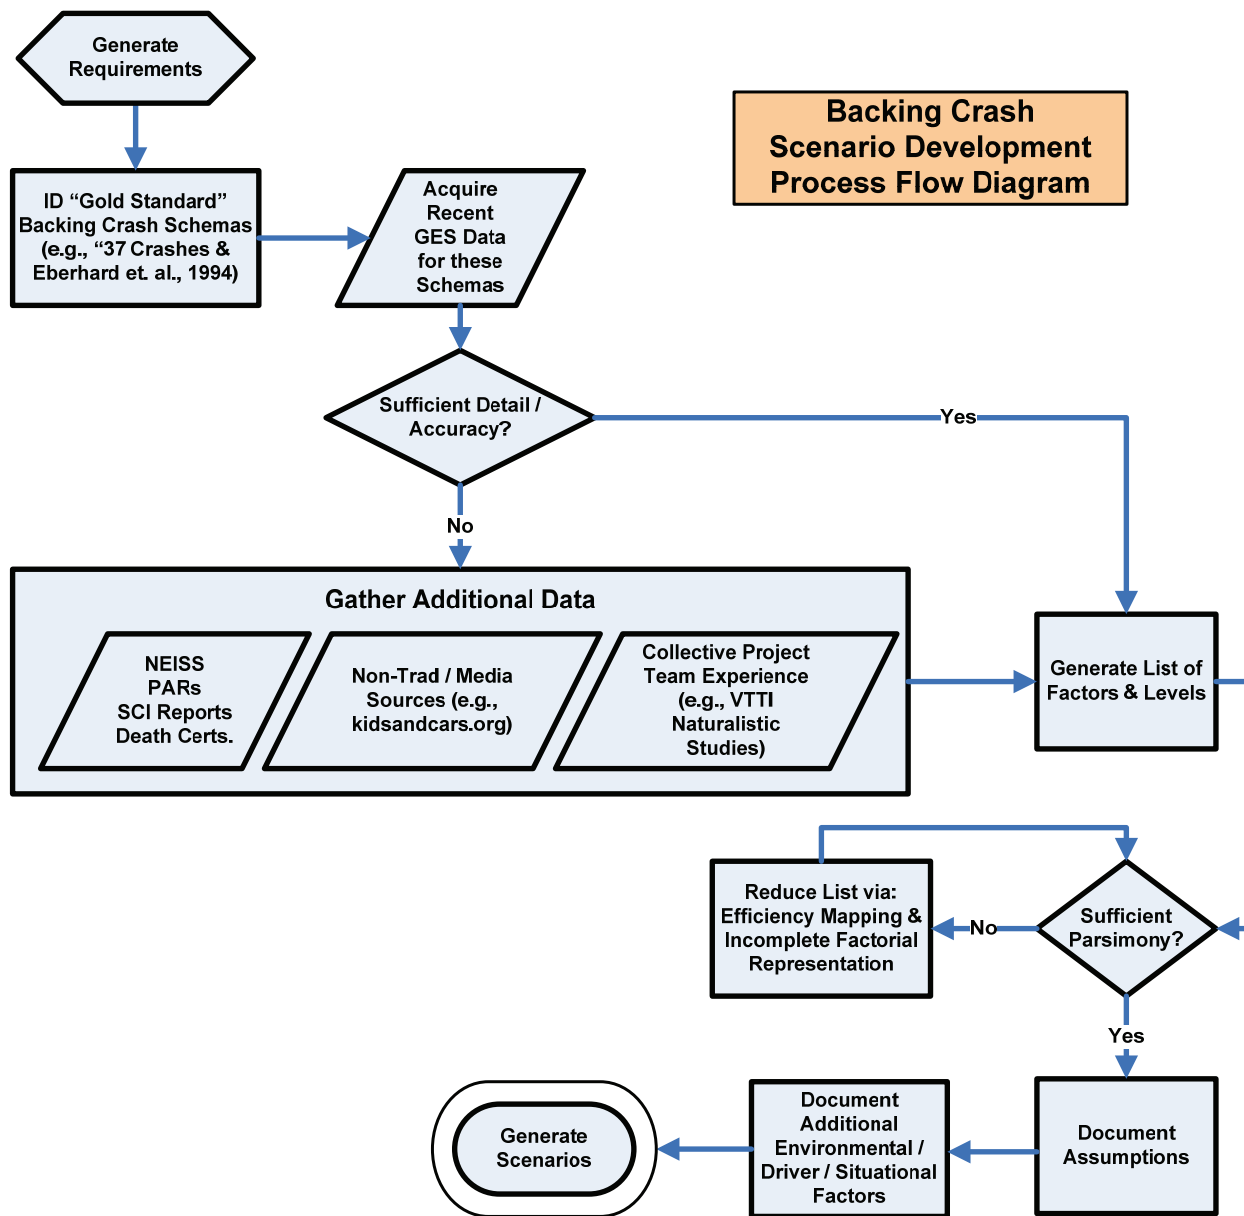 Generate
Requirements
Backing Crash
Scenario Development
Process Flow Diagram
ID “Gold Standard”
Backing Crash Schemas
(e.g., “37 Crashes &
Eberhard et. al., 1994)
Acquire
Recent
GES Data
for these
Schemas
Sufficient Detail /
Accuracy?
Yes
No
Gather Additional Data
NEISS
PARs
SCI Reports
Death Certs.
Non-Trad / Media
Sources (e.g.,
kidsandcars.org)
Collective Project
Team Experience
(e.g., VTTI
Naturalistic
Studies)
Generate List of
Factors & Levels
Reduce List via:
Efficiency Mapping &
Incomplete Factorial
Representation
No
Sufficient
Parsimony?
Yes
Generate
Scenarios
Document
Additional
Environmental /
Driver / Situational
Factors
Document
Assumptions